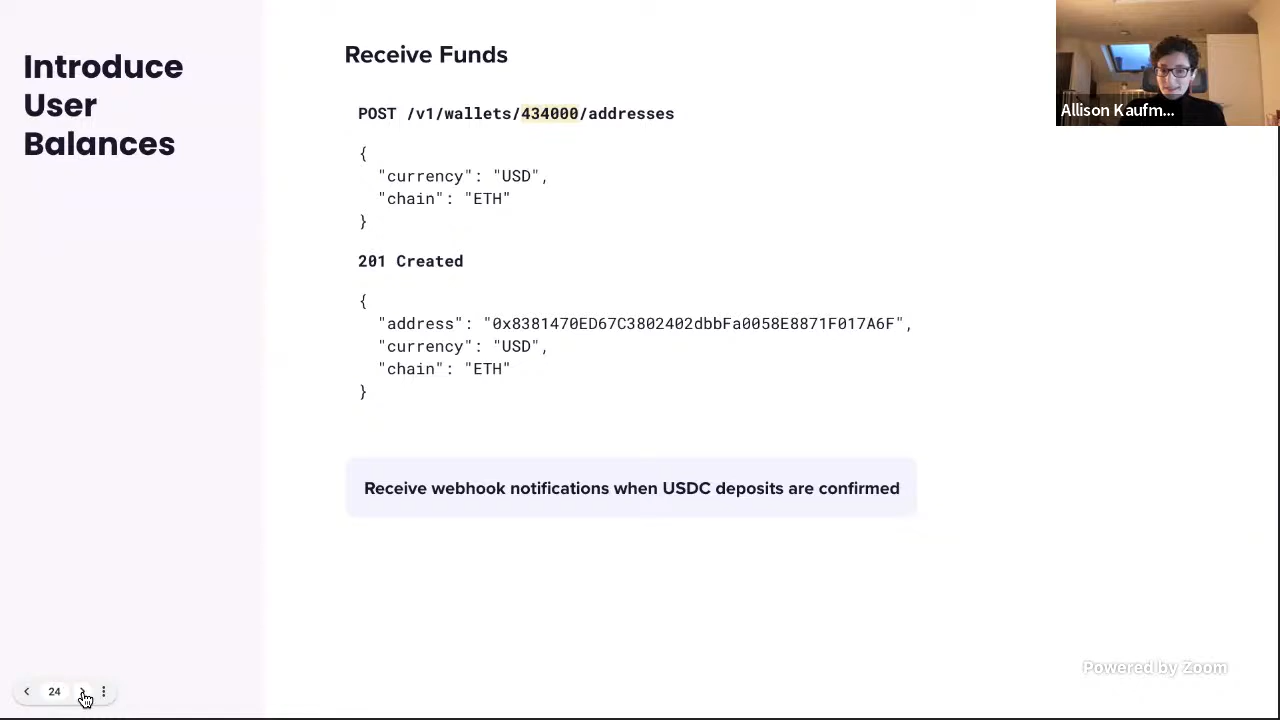 Introduce
User
Balances
Receive Funds
POST /v1/wallets/434000/addresses
{
"currency": "USD",
"chain": "ETH"
}
201 Created
{
"address": "0x8381470ED67C3802402dbbFa0058E8871F017A6F",
"currency": "USD",
"chain": "ETH"
}
Receive webhook notifications when USDC deposits are confirmed
Allison Kaufm...
24
Powered by Zoom